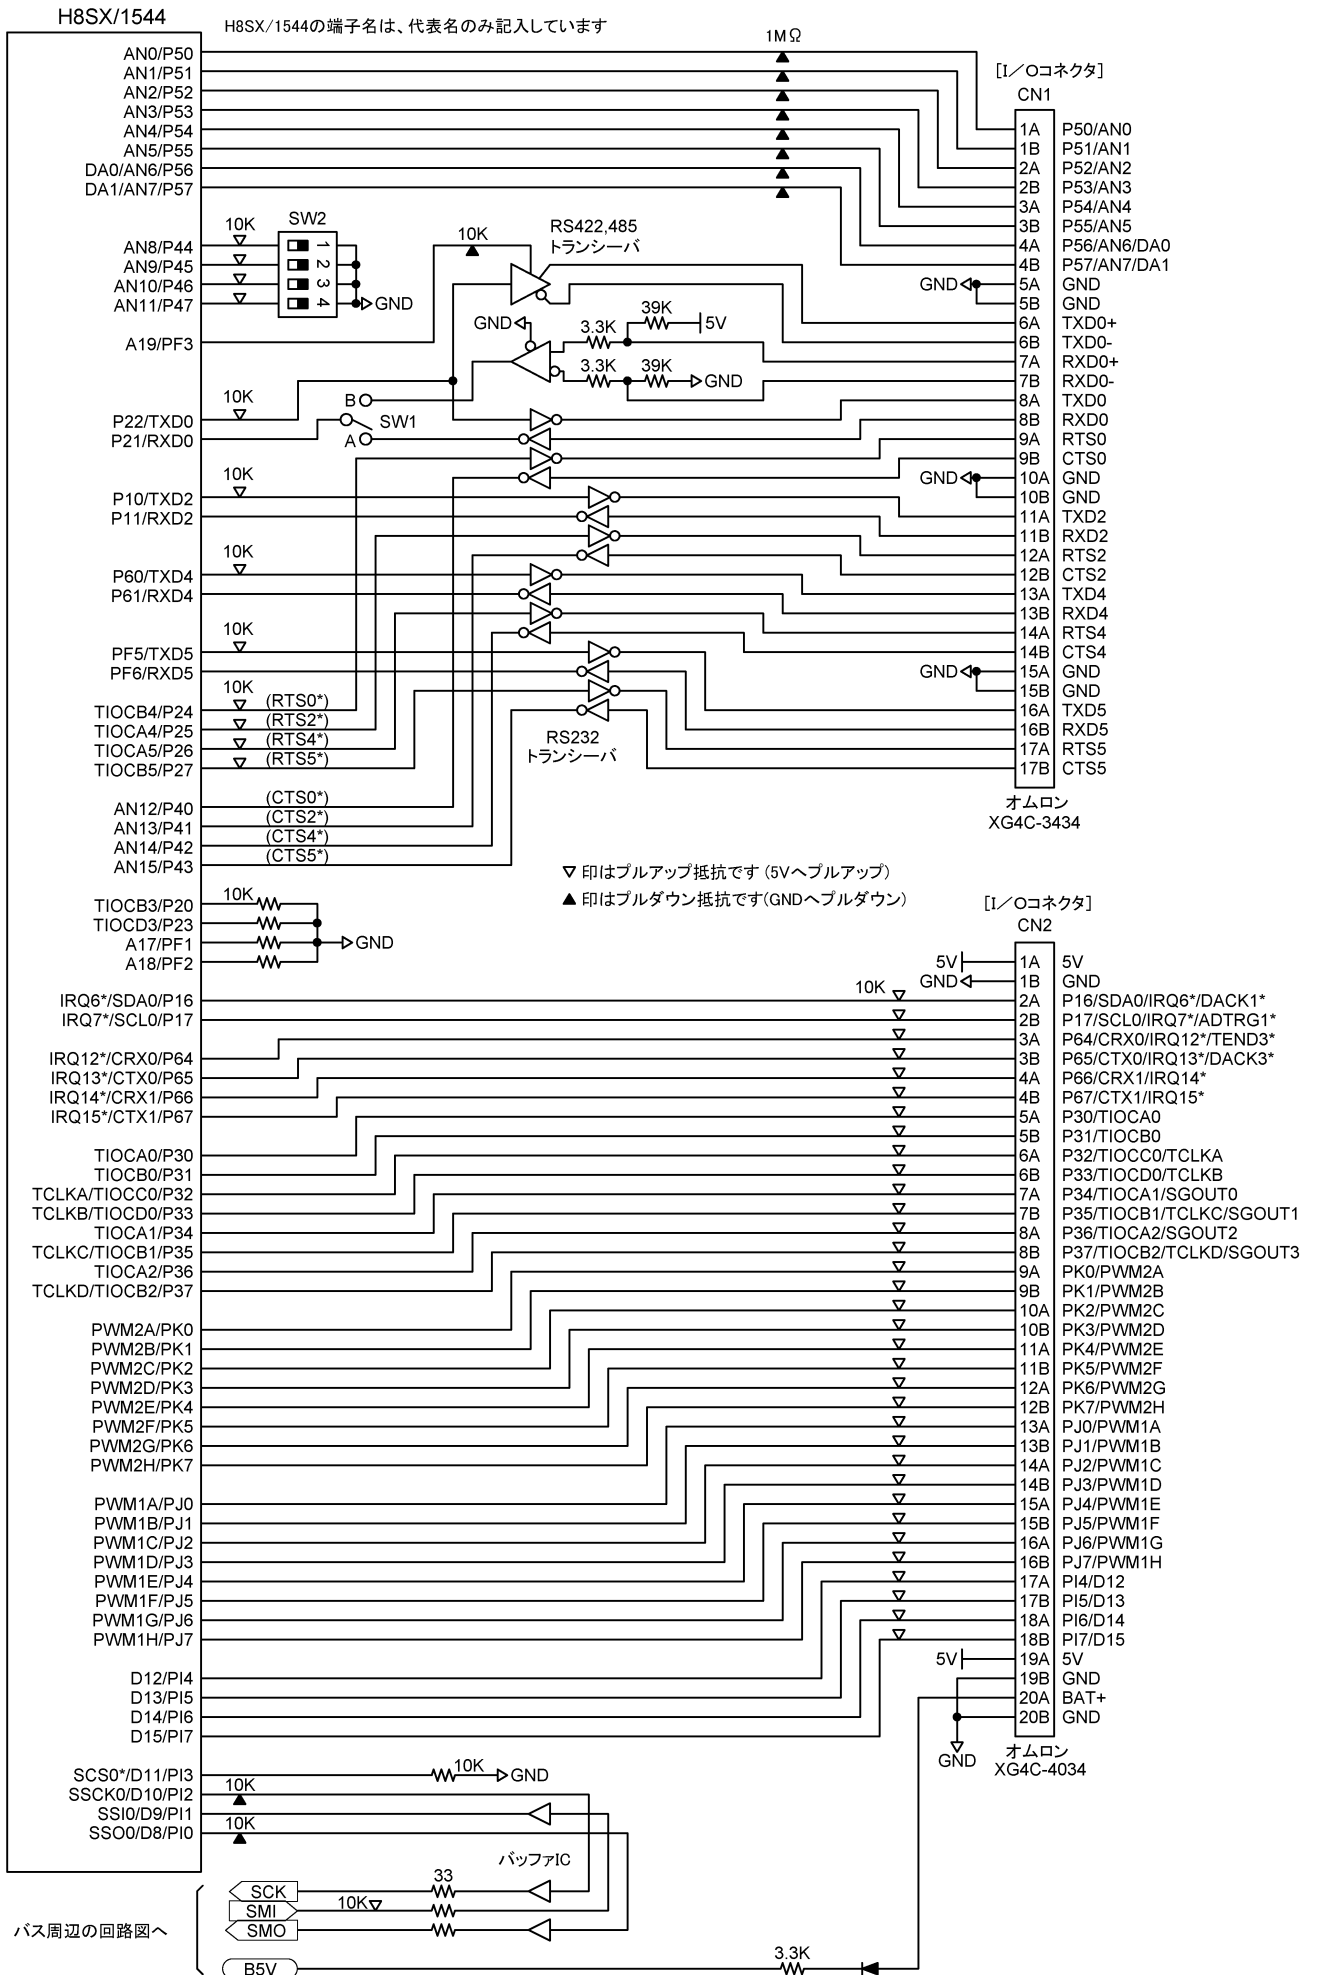 H8SX/1544
H8SX/1544の端子名は、代表名のみ記入しています
1MΩ
AN0/P50
AN1/P51
AN2/P52
AN3/P53
AN4/P54
AN5/P55
DA0/AN6/P56
DA1/AN7/P57
10K
SW2
AN8/P44
AN9/P45
AN10/P46
AN11/P47
1
2
3
4
GND
A19/PF3
10K
RS422,485
トランシーバ
GND
3.3K
39K
5V
3.3K
39K
GND
10K
P22/TXD0
P21/RXD0
B
A
SW1
10K
P10/TXD2
P11/RXD2
10K
P60/TXD4
P61/RXD4
10K
PF5/TXD5
PF6/RXD5
10K
TIOCB4/P24
(RTS0*)
TIOCA4/P25
(RTS2*)
TIOCA5/P26
(RTS4*)
TIOCB5/P27
(RTS5*)
RS232
トランシーバ
AN12/P40
(CTS0*)
AN13/P41
(CTS2*)
AN14/P42
(CTS4*)
AN15/P43
(CTS5*)
[I/Oコネクタ]
CN1
1A P50/AN0
1B P51/AN1
2A P52/AN2
2B P53/AN3
3A P54/AN4
3B P55/AN5
4A P56/AN6/DA0
4B P57/AN7/DA1
GND 5A GND
5B GND
6A TXD0+
6B TXD0-
7A RXD0+
7B RXD0-
8A TXD0
8B RXD0
9A RTS0
9B CTS0
GND 10A GND
10B GND
11A TXD2
11B RXD2
12A RTS2
12B CTS2
13A TXD4
13B RXD4
14A RTS4
14B CTS4
GND 15A GND
15B GND
16A TXD5
16B RXD5
17A RTS5
17B CTS5
オムロン
XG4C-3434
▽ 印はプルアップ抵抗です (5Vへプルアップ)
▲ 印はプルダウン抵抗です(GNDへプルダウン)
10K
TIOCB3/P20
TIOCD3/P23
A17/PF1
A18/PF2
GND
IRQ6*/SDA0/P16
IRQ7*/SCL0/P17
10K
IRQ12*/CRX0/P64
IRQ13*/CTX0/P65
IRQ14*/CRX1/P66
IRQ15*/CTX1/P67
TIOCA0/P30
TIOCB0/P31
TCLKA/TIOCC0/P32
TCLKB/TIOCD0/P33
TIOCA1/P34
TCLKC/TIOCB1/P35
TIOCA2/P36
TCLKD/TIOCB2/P37
PWM2A/PK0
PWM2B/PK1
PWM2C/PK2
PWM2D/PK3
PWM2E/PK4
PWM2F/PK5
PWM2G/PK6
PWM2H/PK7
PWM1A/PJ0
PWM1B/PJ1
PWM1C/PJ2
PWM1D/PJ3
PWM1E/PJ4
PWM1F/PJ5
PWM1G/PJ6
PWM1H/PJ7
D12/PI4
D13/PI5
D14/PI6
D15/PI7
[I/Oコネクタ]
CN2
5V 1A 5V
GND 1B GND
2A P16/SDA0/IRQ6*/DACK1*
2B P17/SCL0/IRQ7*/ADTRG1*
3A P64/CRX0/IRQ12*/TEND3*
3B P65/CTX0/IRQ13*/DACK3*
4A P66/CRX1/IRQ14*
4B P67/CTX1/IRQ15*
5A P30/TIOCA0
5B P31/TIOCB0
6A P32/TIOCC0/TCLKA
6B P33/TIOCD0/TCLKB
7A P34/TIOCA1/SGOUT0
7B P35/TIOCB1/TCLKC/SGOUT1
8A P36/TIOCA2/SGOUT2
8B P37/TIOCB2/TCLKD/SGOUT3
9A PK0/PWM2A
9B PK1/PWM2B
10A PK2/PWM2C
10B PK3/PWM2D
11A PK4/PWM2E
11B PK5/PWM2F
12A PK6/PWM2G
12B PK7/PWM2H
13A PJ0/PWM1A
13B PJ1/PWM1B
14A PJ2/PWM1C
14B PJ3/PWM1D
15A PJ4/PWM1E
15B PJ5/PWM1F
16A PJ6/PWM1G
16B PJ7/PWM1H
17A PI4/D12
17B PI5/D13
18A PI6/D14
18B PI7/D15
5V 19A 5V
19B GND
20A BAT+
20B GND
GND
オムロン
XG4C-4034
SCS0*/D11/PI3
10K
GND
SSCK0/D10/PI2
10K
SSI0/D9/PI1
SSO0/D8/PI0
10K
バッファIC
バス周辺の回路図へ
SCK
33
SMI
10K
SMO
B5V
3.3K